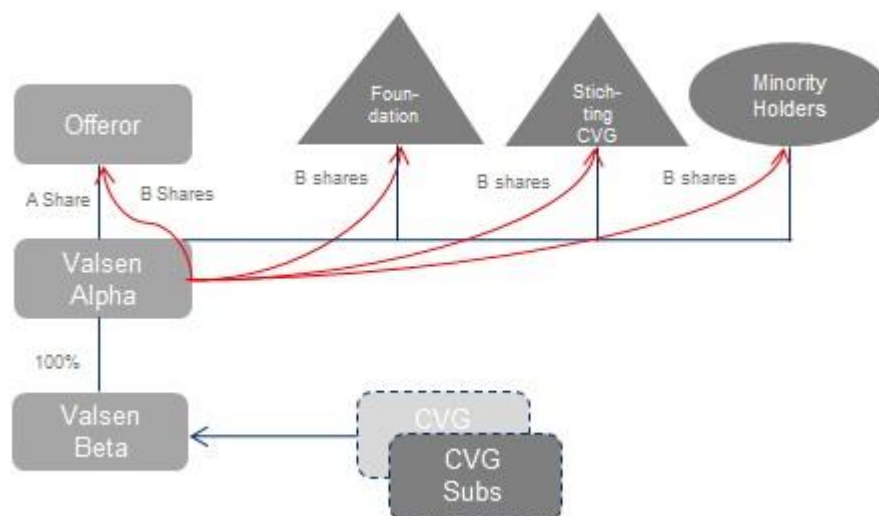 Foun-
dation
Stich-
ting
CVG
Minority
Holders
Offeror
A Share
B Shares
B shares
B shares
B shares
Valsen
Alpha
100%
Valsen
Beta
CVG
CVG
Subs